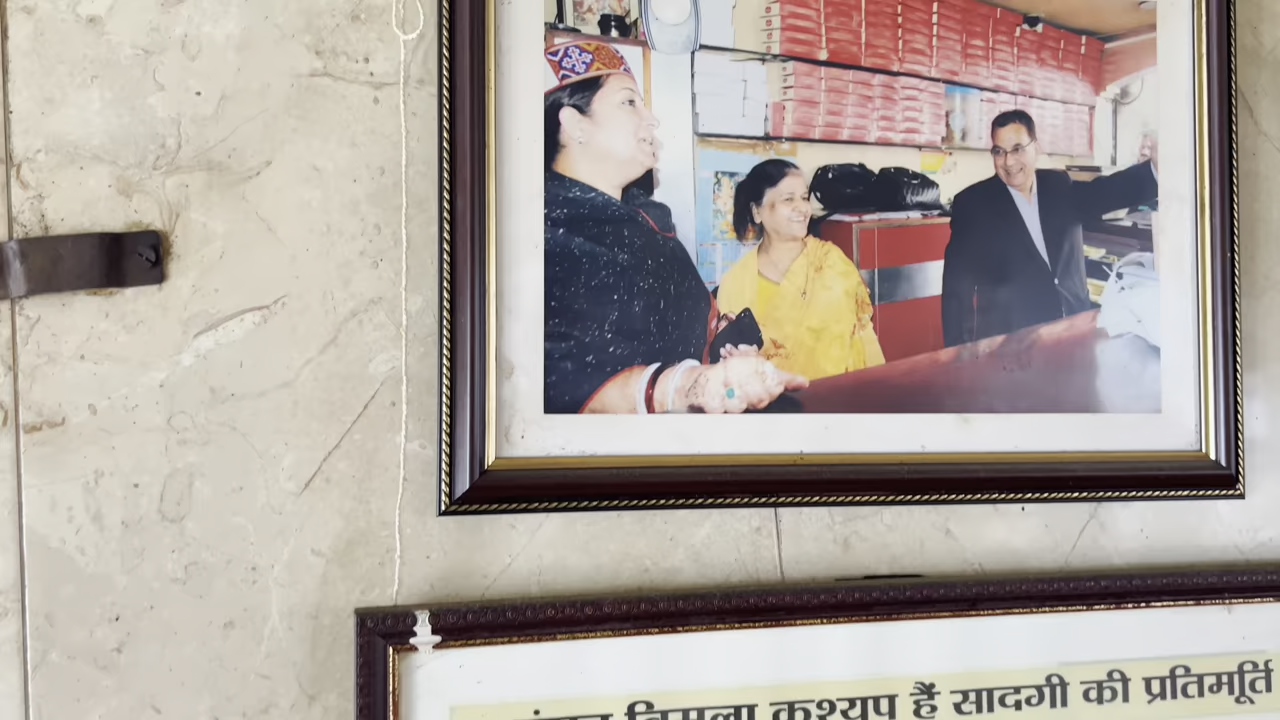 विमला कश्यप हैं सादगी की प्रतिमूर्ति